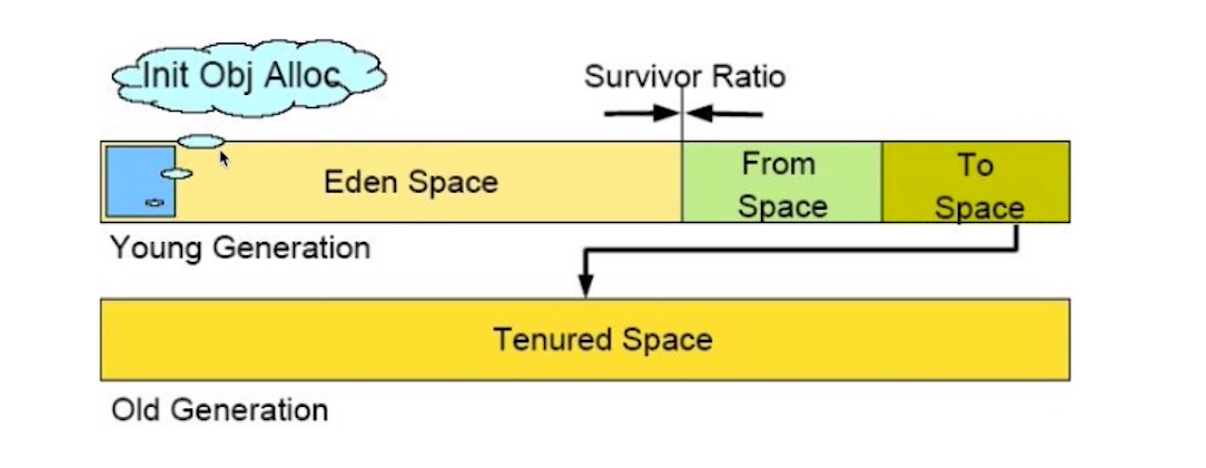 Init Obj Alloc
Survivor Ratio
Eden Space
From
Space
To
Space
Young Generation
Tenured Space
Old Generation